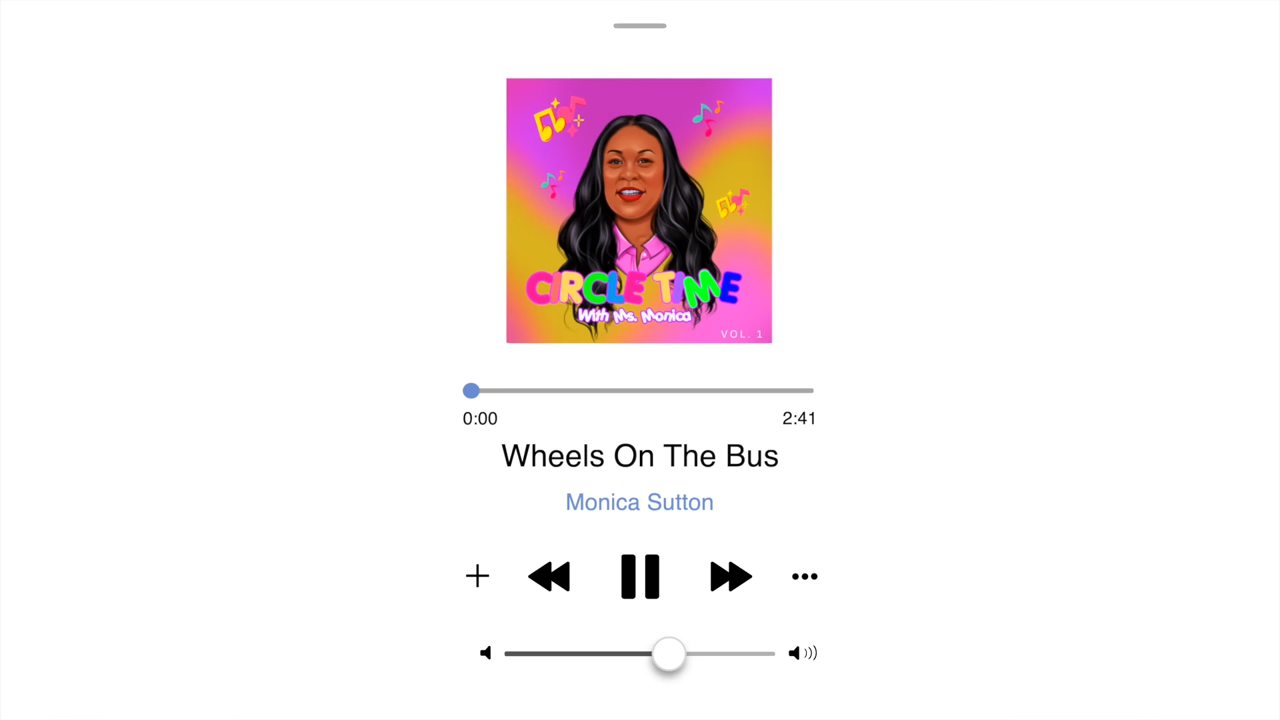 CIRCLE TIME
With Ms. Monica
VOL. 1
0:00 2:41
Wheels On The Bus
Monica Sutton